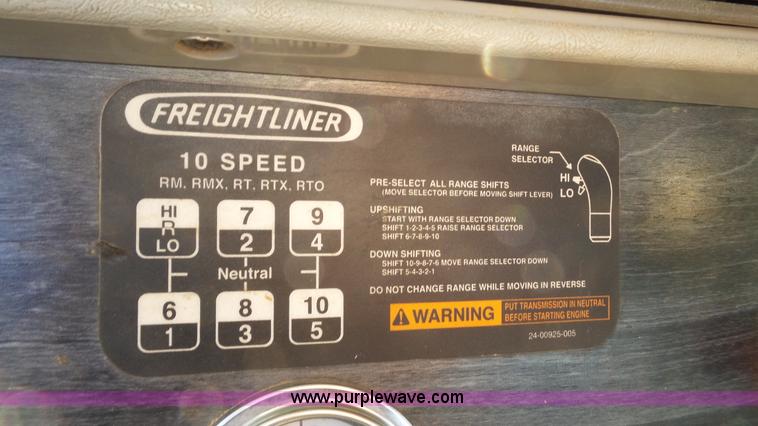 FREIGHTLINER
10 SPEED
RM, RMX, RT, RTX, RTO
HI
R
LO
7
2
9
4
Neutral
6
1
8
3
10
5
RANGE
SELECTOR
HI
LO
PRE-SELECT ALL RANGE SHIFTS
(MOVE SELECTOR BEFORE MOVING SHIFT LEVER)
UPSHIFTING
START WITH RANGE SELECTOR DOWN
SHIFT 1-2-3-4-5 RAISE RANGE SELECTOR
SHIFT 6-7-8-9-10
DOWN SHIFTING
SHIFT 10-9-8-7-6 MOVE RANGE SELECTOR DOWN
SHIFT 5-4-3-2-1
DO NOT CHANGE RANGE WHILE MOVING IN REVERSE
WARNING
PUT TRANSMISSION IN NEUTRAL
BEFORE STARTING ENGINE
24-00925-005
www.purplewave.com